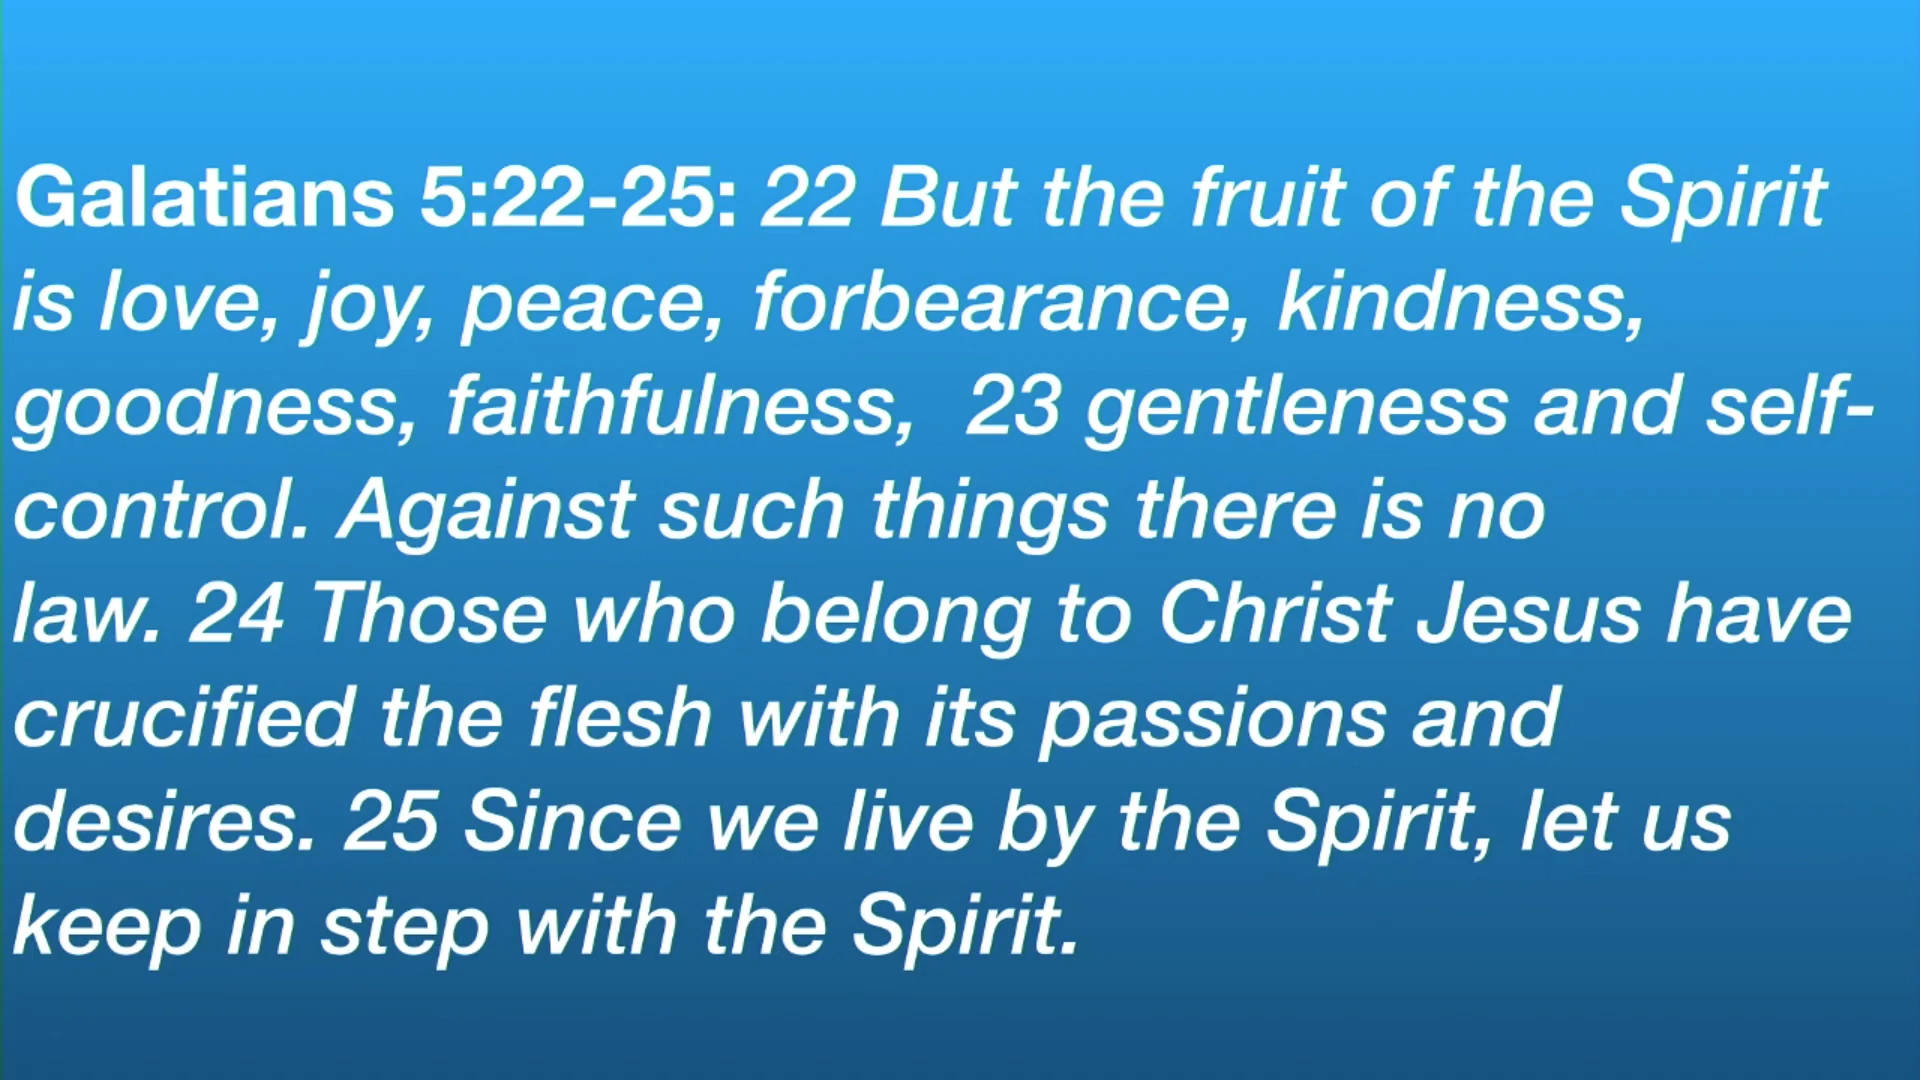 Galatians 5:22-25: 22 But the fruit of the Spirit
is love, joy, peace, forbearance, kindness,
goodness, faithfulness,  23 gentleness and self-
control. Against such things there is no
law. 24 Those who belong to Christ Jesus have
crucified the flesh with its passions and
desires. 25 Since we live by the Spirit, let us
keep in step with the Spirit.